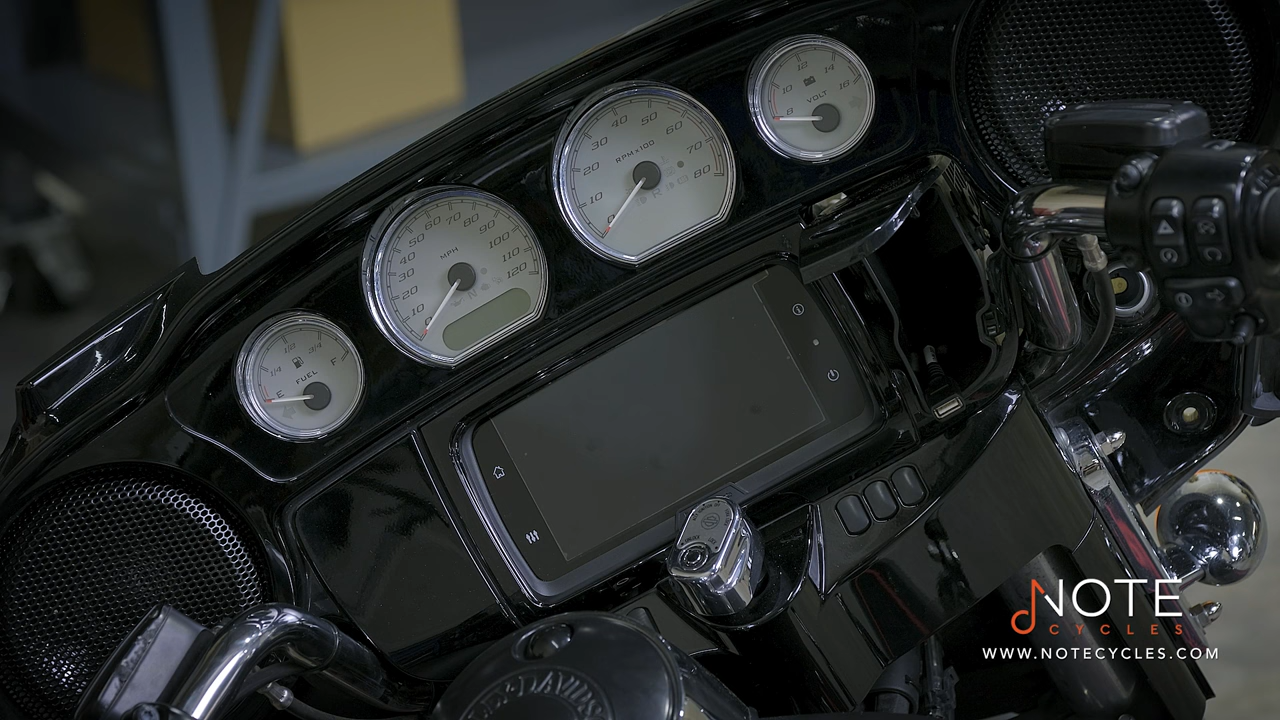 8 10 12 14 16
VOLT
0 10 20 30 40 50 60 70 80
RPM x 100
0 10 20 30 40 50 60 70 80 90 100 110 120
MPH
E 1/4 1/2 3/4 F
FUEL
NOTE
CYCLES
WWW.NOTECYCLES.COM